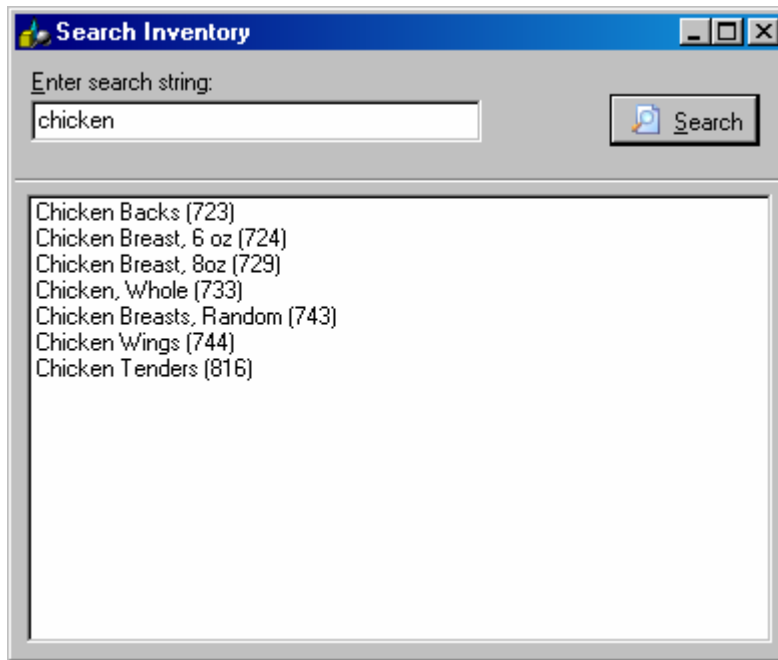 Search Inventory
Enter search string:
chicken
Search
Chicken Backs (723)
Chicken Breast, 6 oz (724)
Chicken Breast, 8oz (729)
Chicken, Whole (733)
Chicken Breasts, Random (743)
Chicken Wings (744)
Chicken Tenders (816)